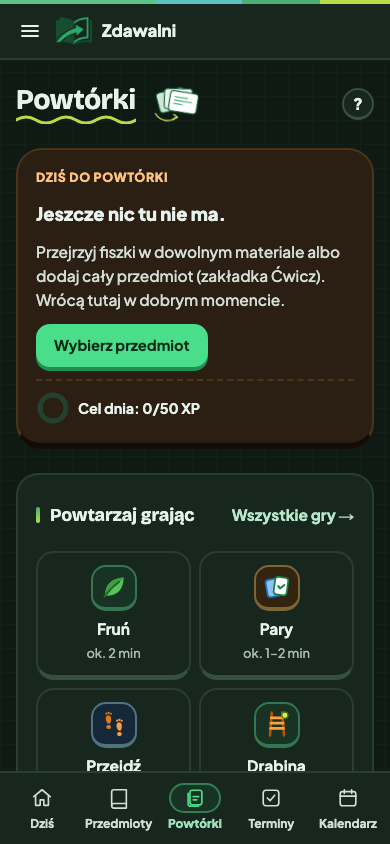 Zdawalni
Powtórki
?
DZIŚ DO POWTÓRKI
Jeszcze nic tu nie ma.
Przejrzyj fiszki w dowolnym materiale albo
dodaj cały przedmiot (zakładka Ćwicz).
Wrócą tutaj w dobrym momencie.
Wybierz przedmiot
Cel dnia: 0/50 XP
Powtarzaj grając
Wszystkie gry →
Fruń
ok. 2 min
Pary
ok. 1–2 min
Przejdź
Drabina
Dziś
Przedmioty
Powtórki
Terminy
Kalendarz